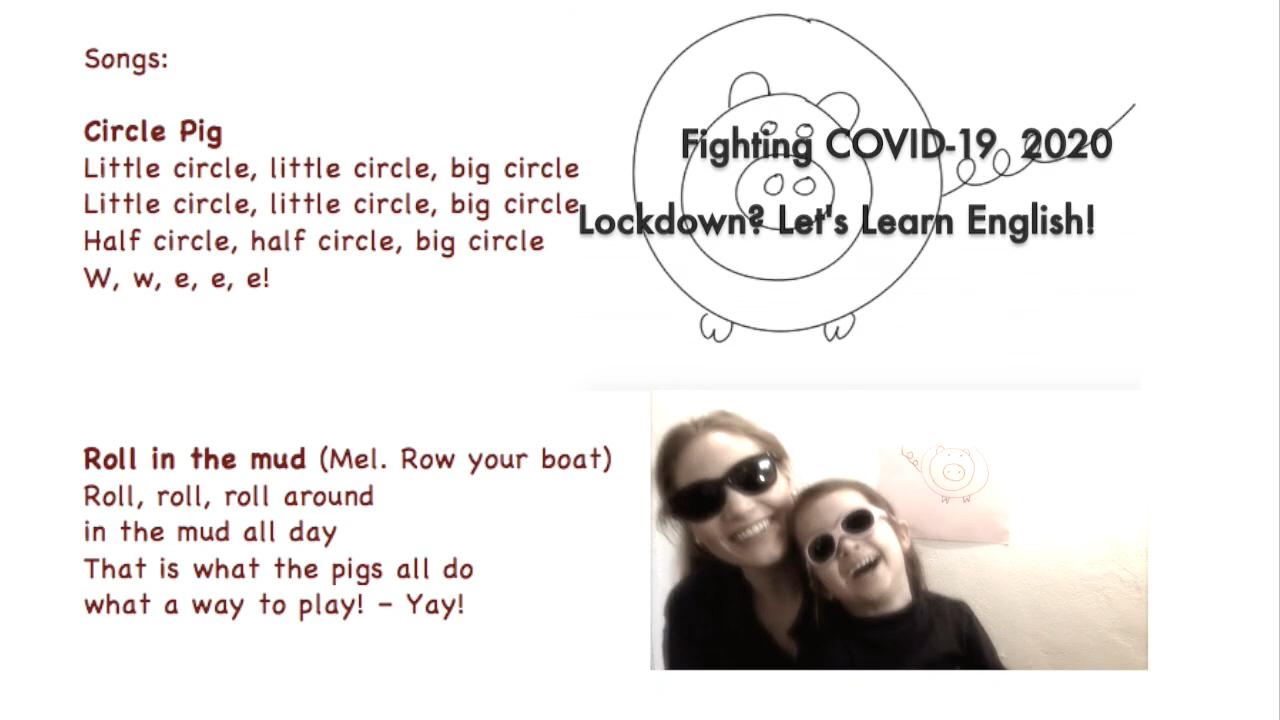 Songs:
Circle Pig
Little circle, little circle, big circle
Little circle, little circle, big circle
Half circle, half circle, big circle
W, w, e, e, e!
Roll in the mud (Mel. Row your boat)
Roll, roll, roll around
in the mud all day
That is what the pigs all do
what a way to play! – Yay!
Fighting COVID-19 2020
Lockdown? Let's Learn English!